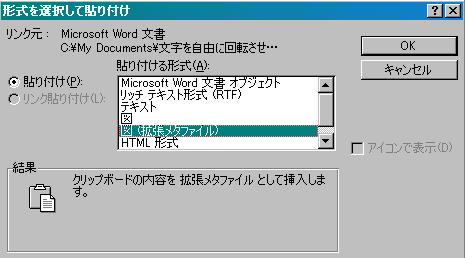 形式を選択して貼り付け
リンク元： Microsoft Word 文書
C:¥My Documents¥文字を自由に回転させ…
OK
キャンセル
貼り付ける形式(A):
貼り付け(P):
リンク貼り付け(L):
Microsoft Word 文書 オブジェクト
リッチ テキスト形式 (RTF)
テキスト
図
図 (拡張メタファイル)
HTML 形式
アイコンで表示(D)
結果
クリップボードの内容を 拡張メタファイル として挿入しま
す。